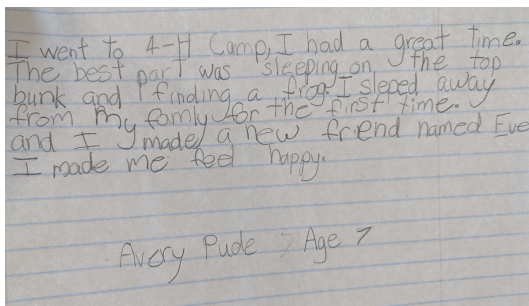 I went to 4-H Camp, I had a great time.
The best part was sleeping on the top
bunk and finding a frog. I sleped away
from my famly for the first time.
and I made a new friend named Eve
I made me feel happy.
Avery Pude Age 7